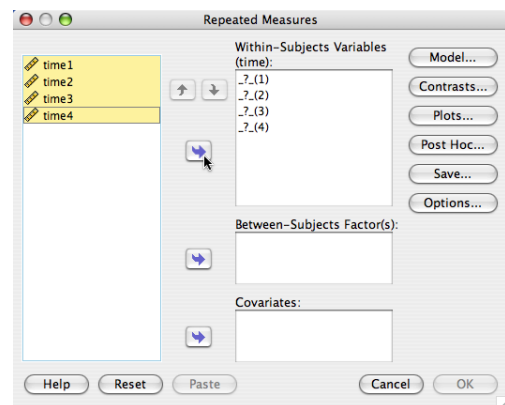 Repeated Measures
time1
time2
time3
time4
Within-Subjects Variables
(time):
_?_(1)
_?_(2)
_?_(3)
_?_(4)
Between-Subjects Factor(s):
Covariates:
Model...
Contrasts...
Plots...
Post Hoc...
Save...
Options...
Help
Reset
Paste
Cancel
OK